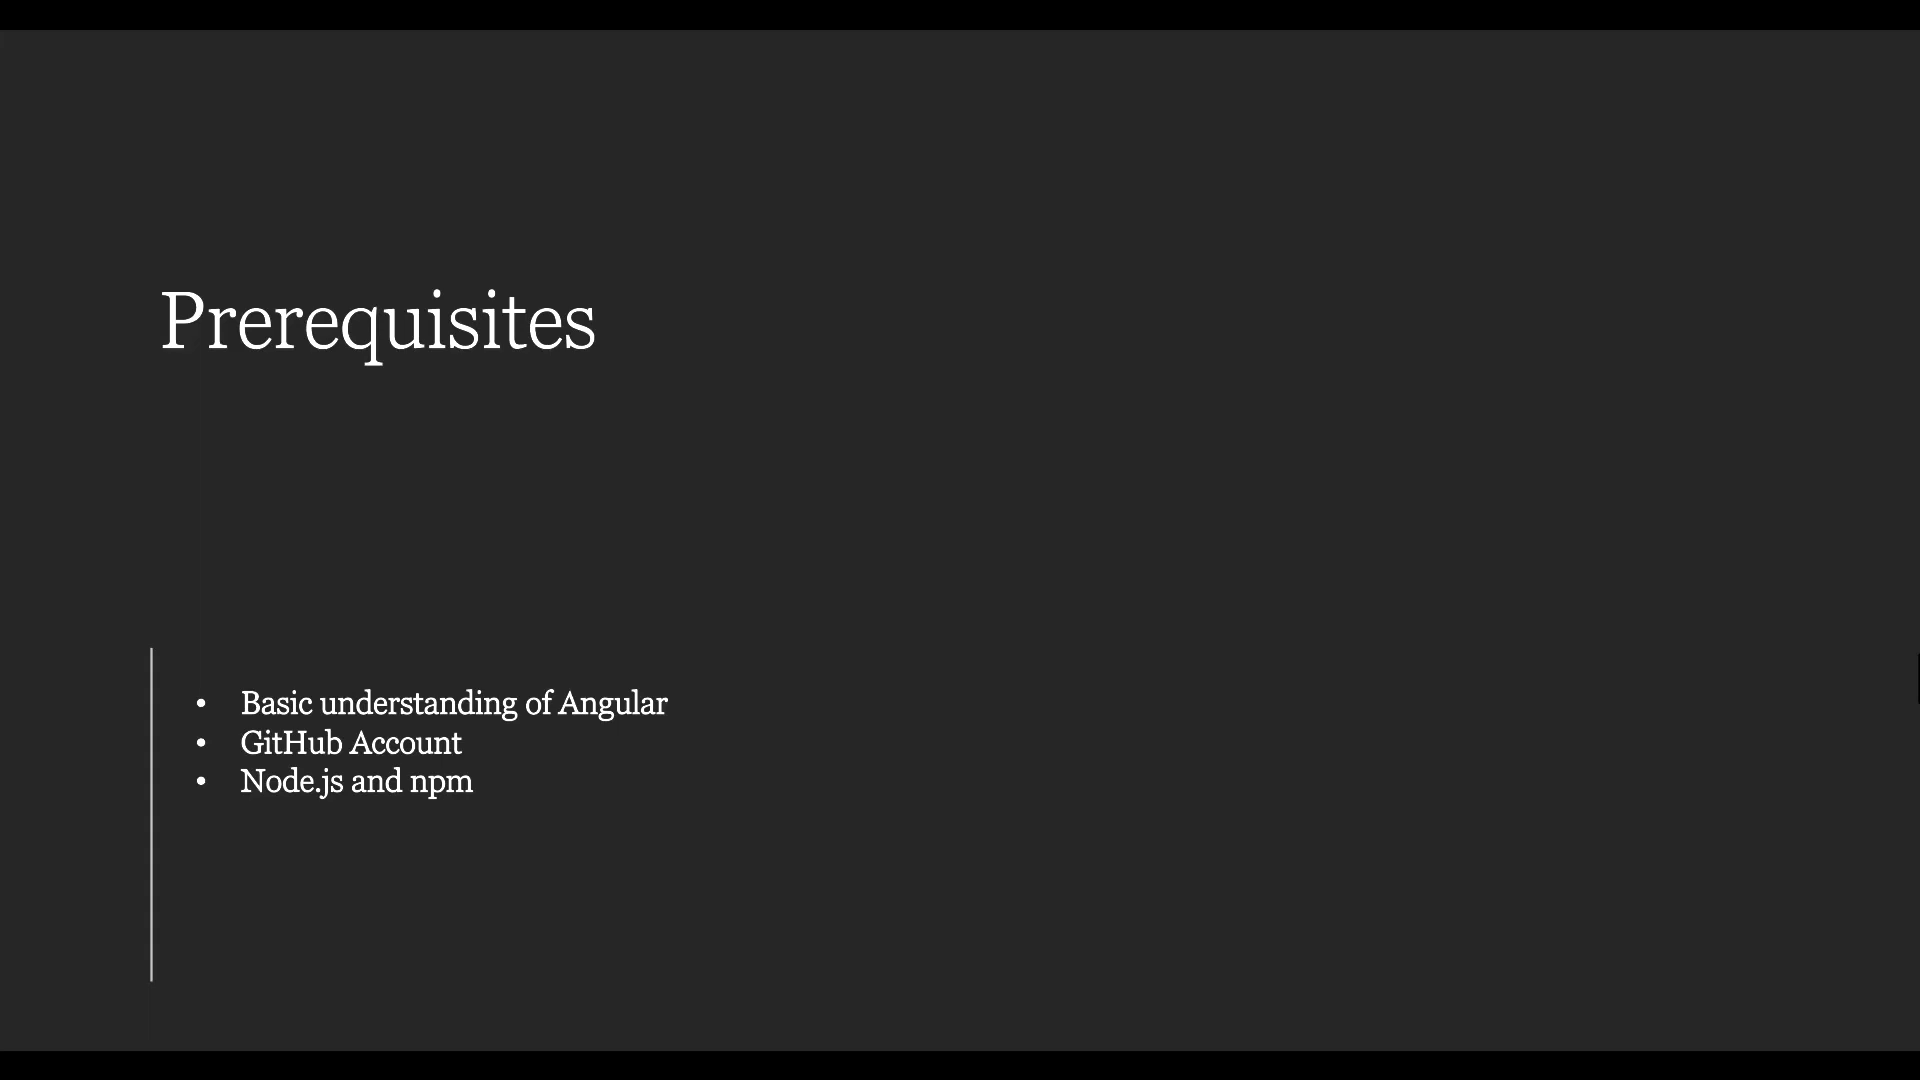 Prerequisites
• Basic understanding of Angular
• GitHub Account
• Node.js and npm